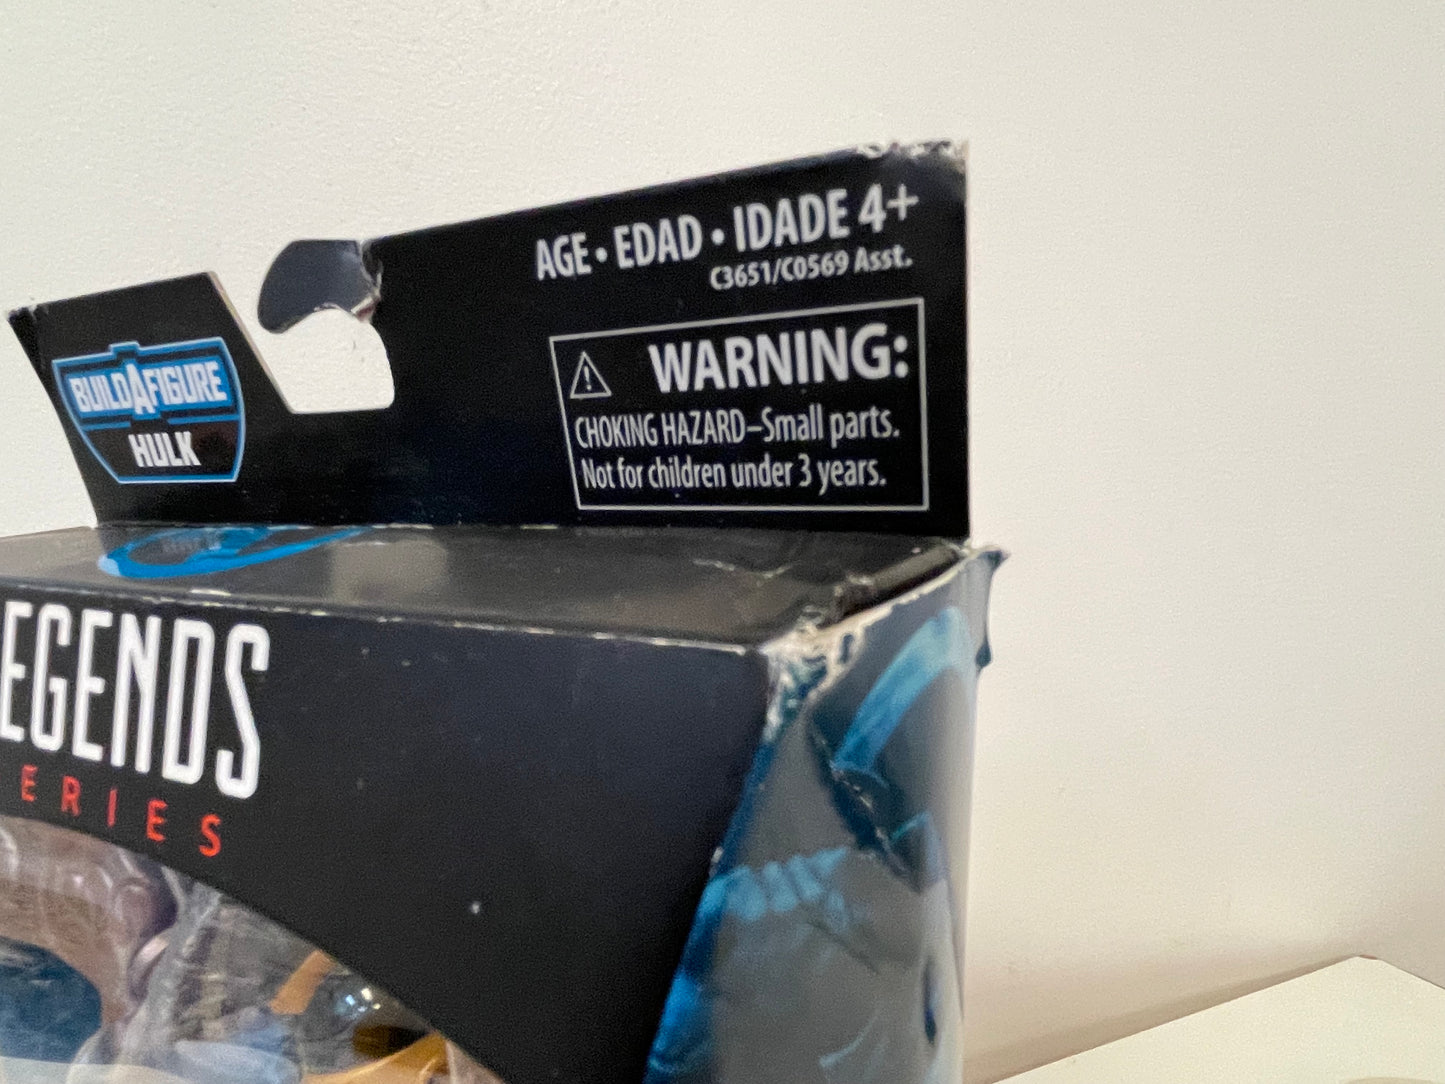 AGE • EDAD • IDADE 4+
C3651/C0569 Asst.
WARNING:
CHOKING HAZARD–Small parts.
Not for children under 3 years.
BUILD A FIGURE
HULK
EGENDS
ERIES